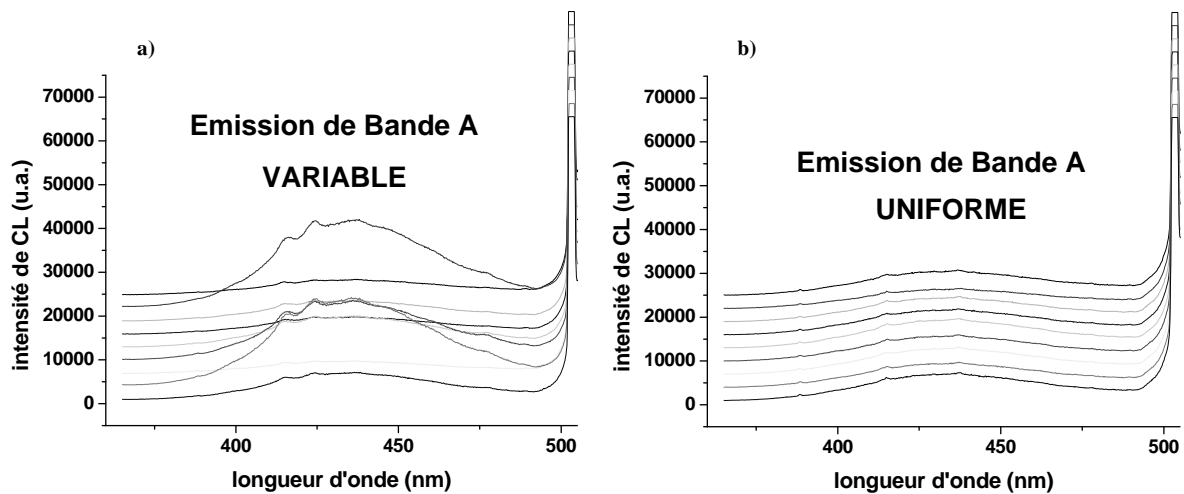 a)
Emission de Bande A
VARIABLE
intensité de CL (u.a.)
70000
60000
50000
40000
30000
20000
10000
0
400
450
500
longueur d'onde (nm)
b)
Emission de Bande A
UNIFORME
intensité de CL (u.a.)
70000
60000
50000
40000
30000
20000
10000
0
400
450
500
longueur d'onde (nm)